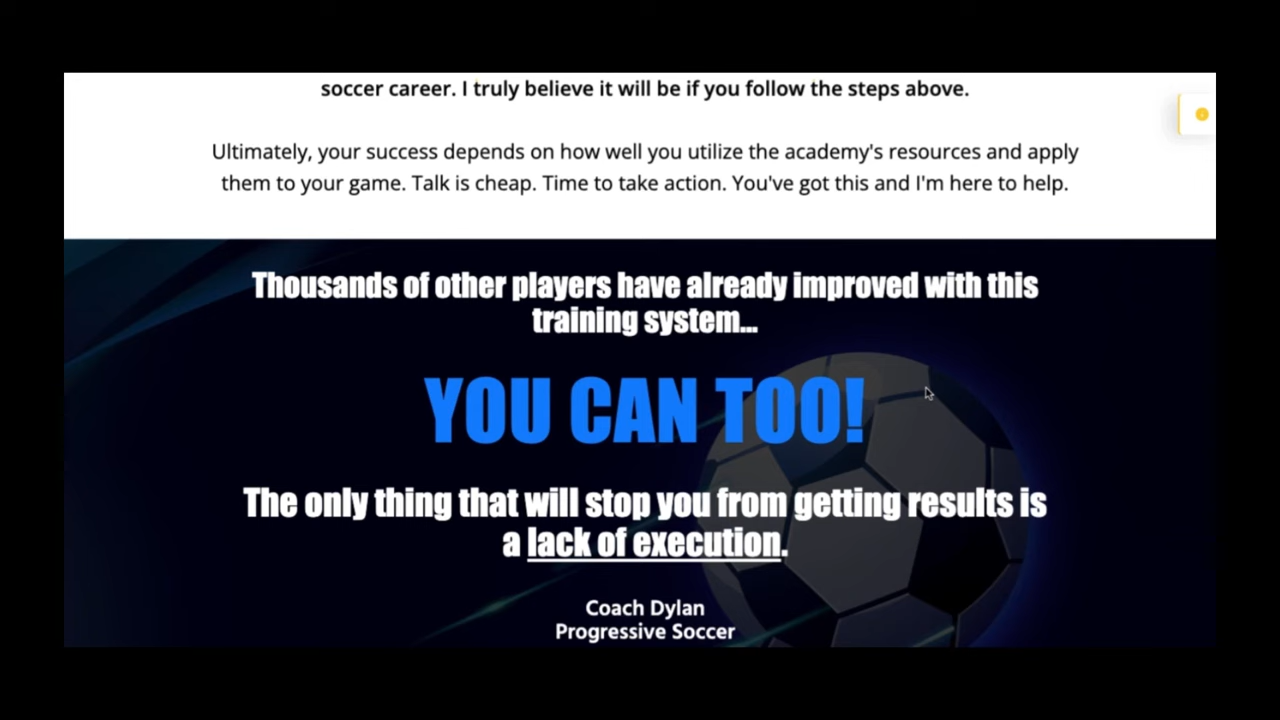 soccer career. I truly believe it will be if you follow the steps above.
Ultimately, your success depends on how well you utilize the academy's resources and apply
them to your game. Talk is cheap. Time to take action. You've got this and I'm here to help.
Thousands of other players have already improved with this
training system...
YOU CAN TOO!
The only thing that will stop you from getting results is
a lack of execution.
Coach Dylan
Progressive Soccer